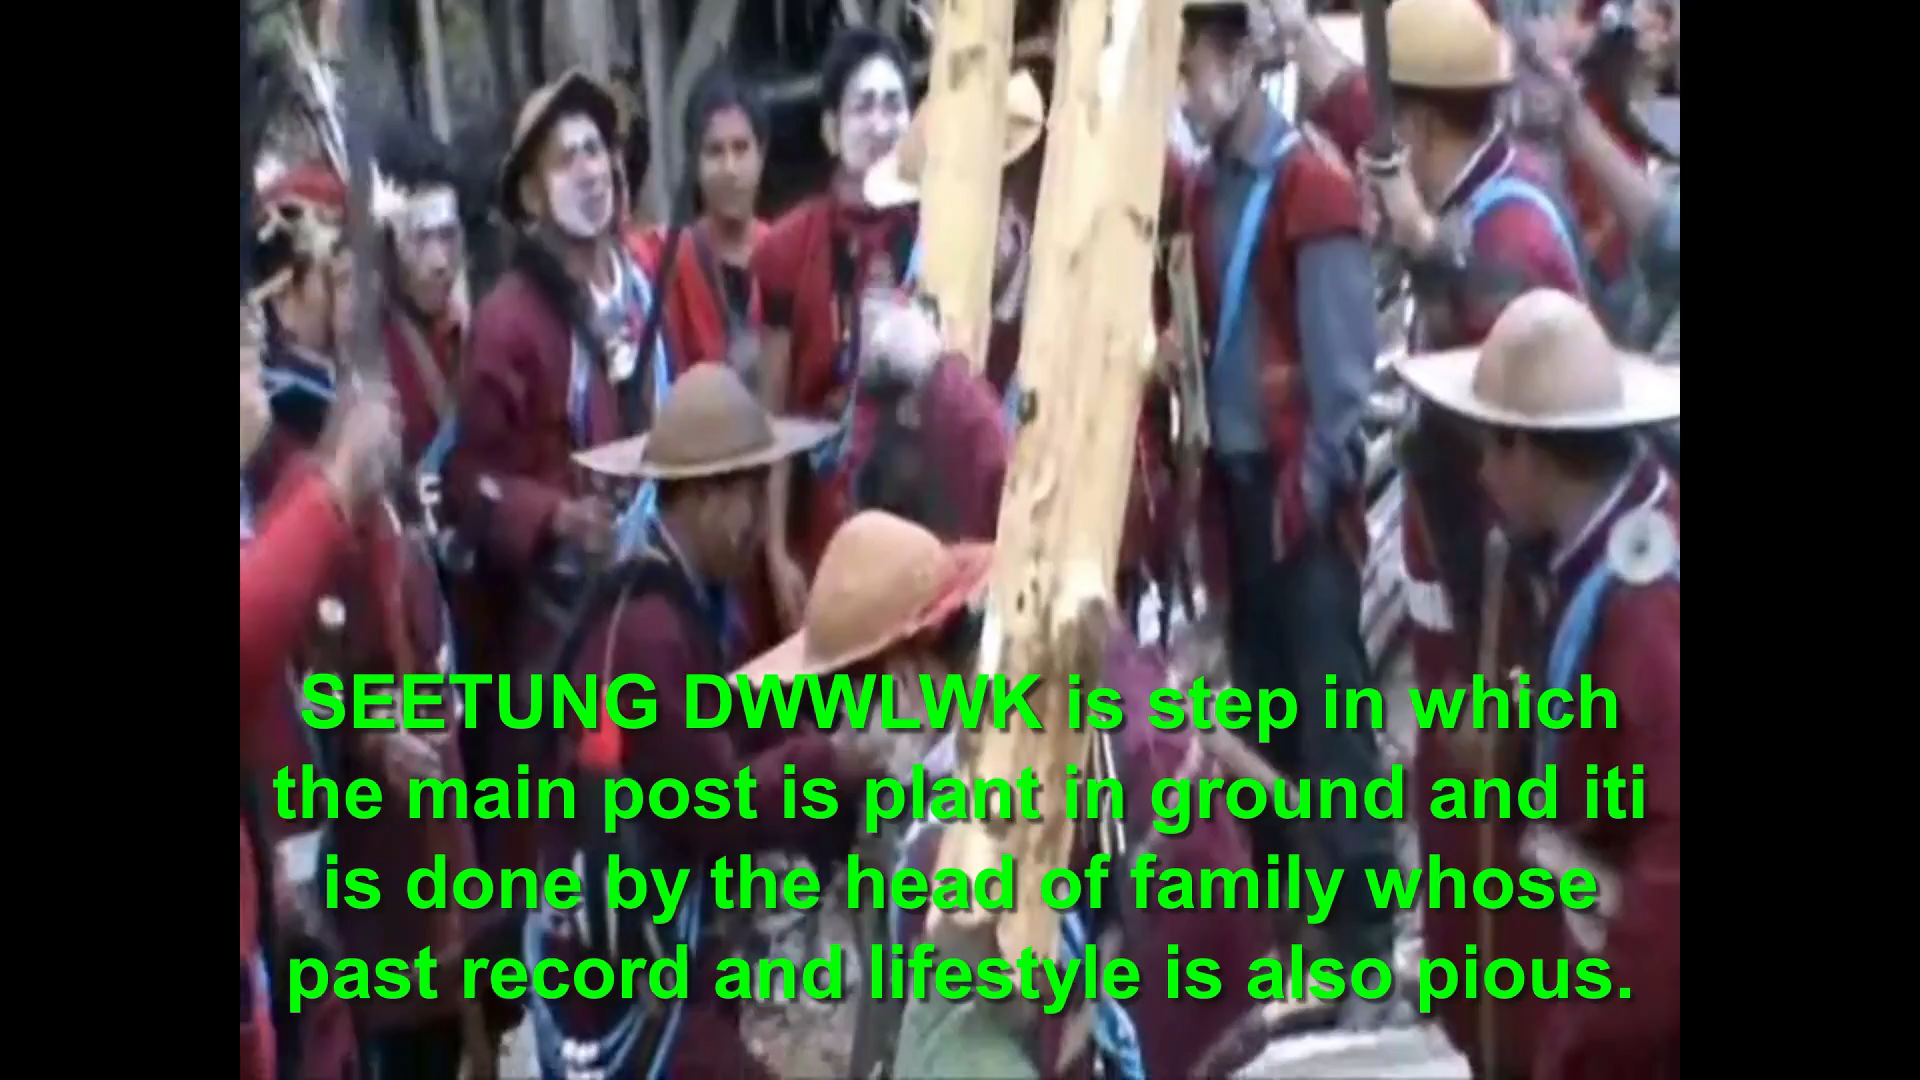 SEETUNG DWWLWK is step in which
the main post is plant in ground and iti
is done by the head of family whose
past record and lifestyle is also pious.